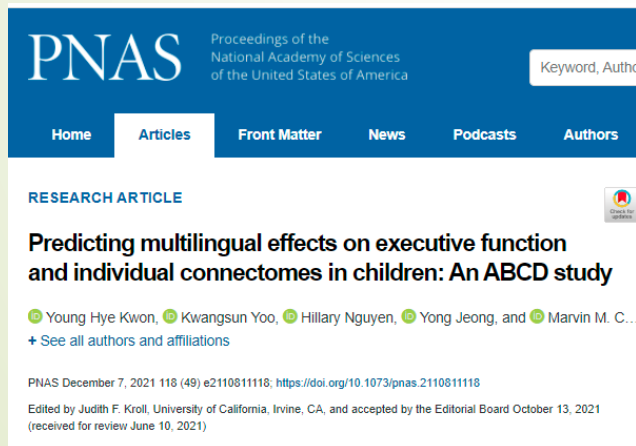 PNAS
Proceedings of the
National Academy of Sciences
of the United States of America
Keyword, Autho
Home Articles Front Matter News Podcasts Authors
RESEARCH ARTICLE
Check for
updates
Predicting multilingual effects on executive function
and individual connectomes in children: An ABCD study
iD Young Hye Kwon, iD Kwangsun Yoo, iD Hillary Nguyen, iD Yong Jeong, and iD Marvin M. C...
+ See all authors and affiliations
PNAS December 7, 2021 118 (49) e2110811118; https://doi.org/10.1073/pnas.2110811118
Edited by Judith F. Kroll, University of California, Irvine, CA, and accepted by the Editorial Board October 13, 2021
(received for review June 10, 2021)